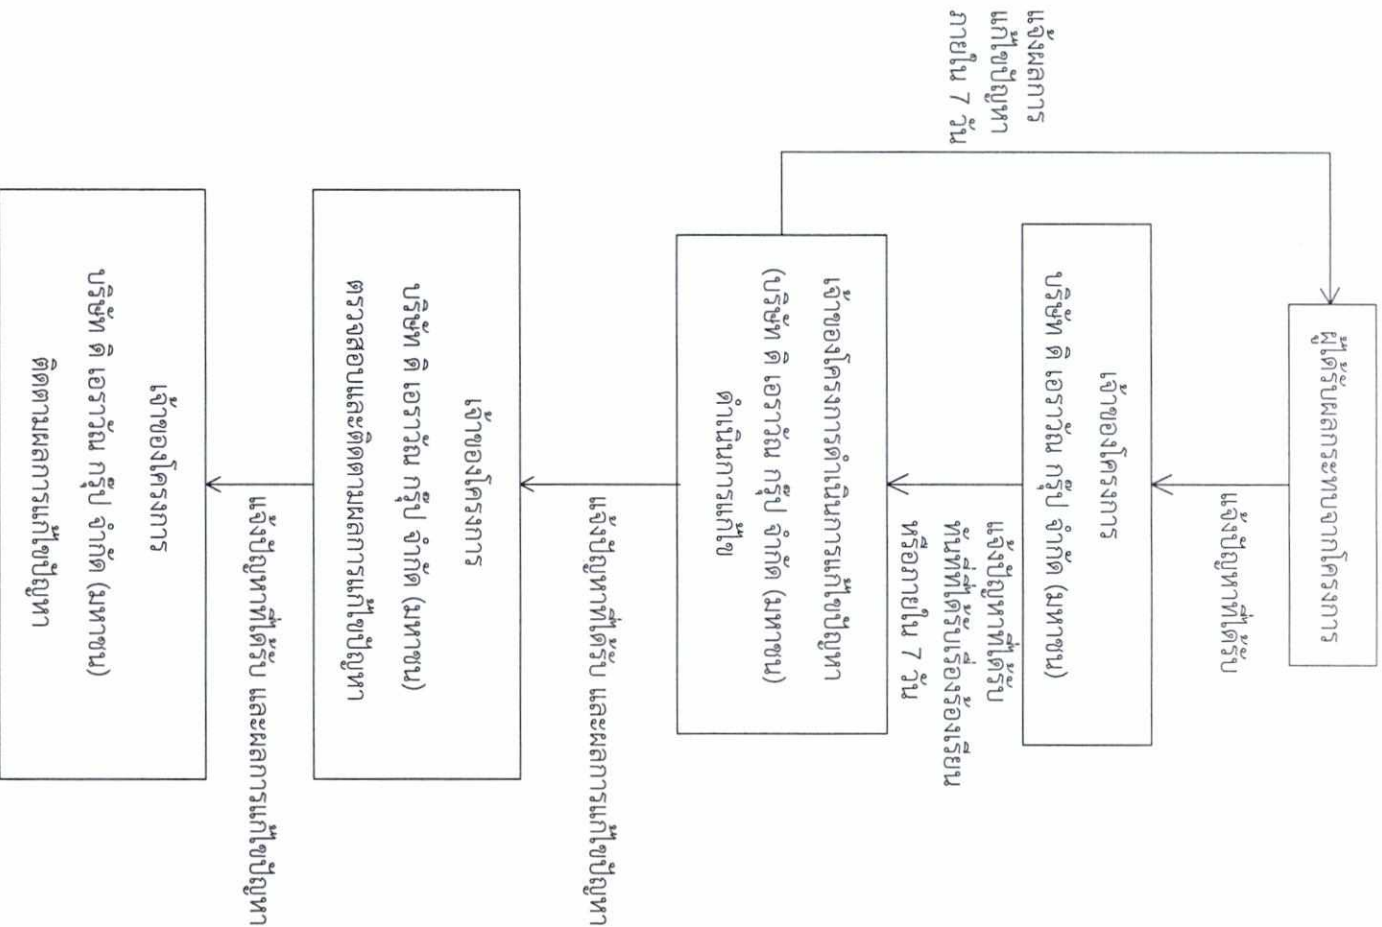 ผู้ได้รับผลกระทบจากโครงการ
แจ้งปัญหาที่ได้รับ
เจ้าของโครงการ
บริษัท ดิ เอราวัณ กรุ๊ป จำกัด (มหาชน)
แจ้งปัญหาที่ได้รับ
ทันทีที่ได้รับเรื่องร้องเรียน
หรือภายใน 7 วัน
แจ้งผลการ
แก้ไขปัญหา
ภายใน 7 วัน
เจ้าของโครงการดำเนินการแก้ไขปัญหา
(บริษัท ดิ เอราวัณ กรุ๊ป จำกัด (มหาชน)
ดำเนินการแก้ไข
แจ้งปัญหาที่ได้รับ และผลการแก้ไขปัญหา
เจ้าของโครงการ
บริษัท ดิ เอราวัณ กรุ๊ป จำกัด (มหาชน)
ตรวจสอบและติดตามผลการแก้ไขปัญหา
แจ้งปัญหาที่ได้รับ และผลการแก้ไขปัญหา
เจ้าของโครงการ
บริษัท ดิ เอราวัณ กรุ๊ป จำกัด (มหาชน)
ติดตามผลการแก้ไขปัญหา